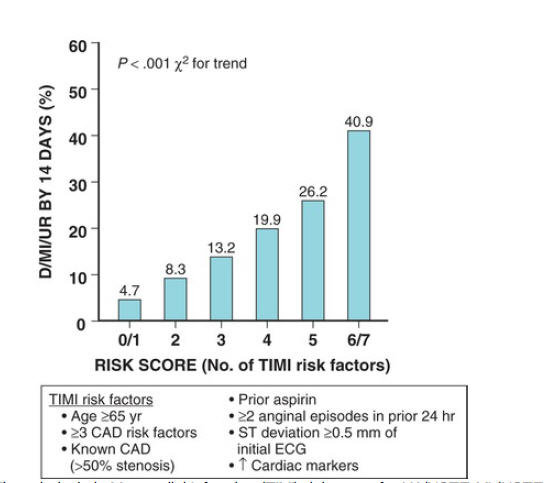 60
P < .001 χ² for trend
50
40
30
20
10
0
D/MI/UR BY 14 DAYS (%)
4.7
8.3
13.2
19.9
26.2
40.9
0/1 2 3 4 5 6/7
RISK SCORE (No. of TIMI risk factors)
TIMI risk factors
• Age ≥65 yr
• ≥3 CAD risk factors
• Known CAD
(>50% stenosis)
• Prior aspirin
• ≥2 anginal episodes in prior 24 hr
• ST deviation ≥0.5 mm of
initial ECG
• ↑ Cardiac markers